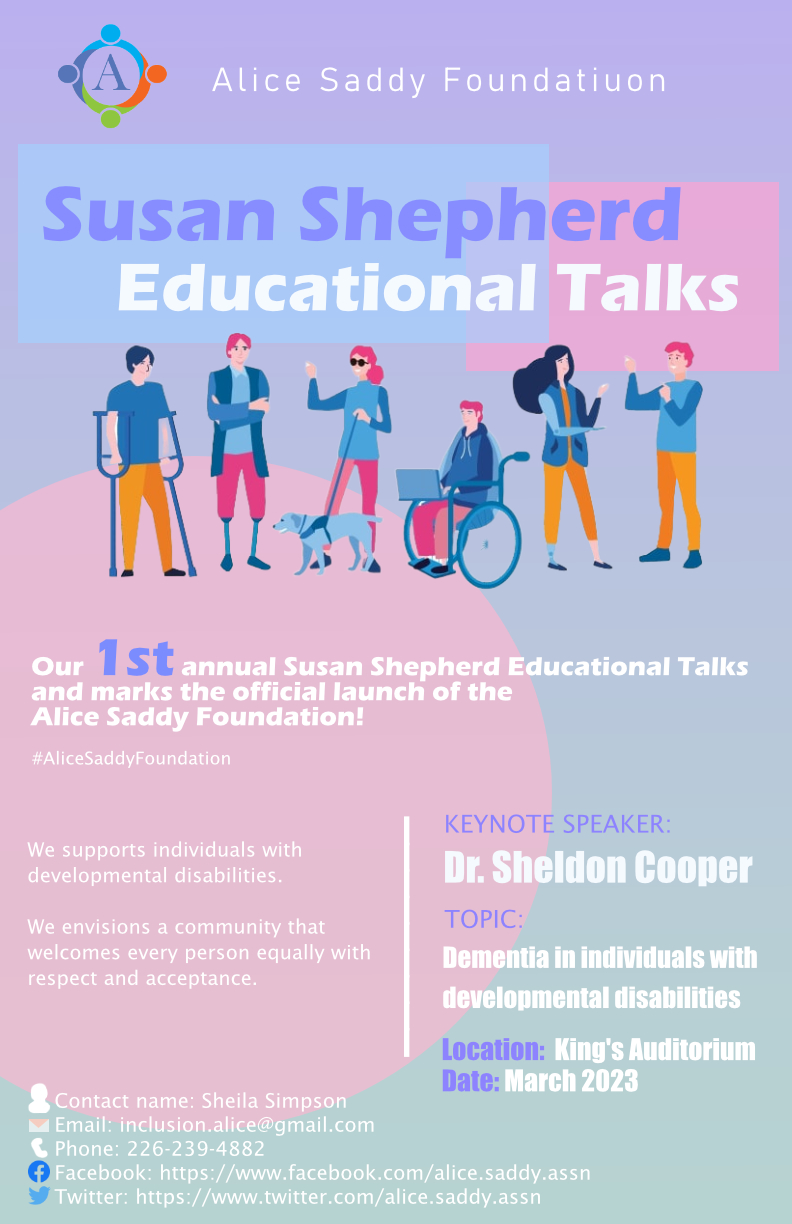 A
Alice Saddy Foundatiuon
Susan Shepherd
Educational Talks
Our 1st annual Susan Shepherd Educational Talks
and marks the official launch of the
Alice Saddy Foundation!
#AliceSaddyFoundation
We supports individuals with
developmental disabilities.
We envisions a community that
welcomes every person equally with
respect and acceptance.
KEYNOTE SPEAKER:
Dr. Sheldon Cooper
TOPIC:
Dementia in individuals with
developmental disabilities
Location: King's Auditorium
Date: March 2023
Contact name: Sheila Simpson
Email: inclusion.alice@gmail.com
Phone: 226-239-4882
Facebook: https://www.facebook.com/alice.saddy.assn
Twitter: https://www.twitter.com/alice.saddy.assn